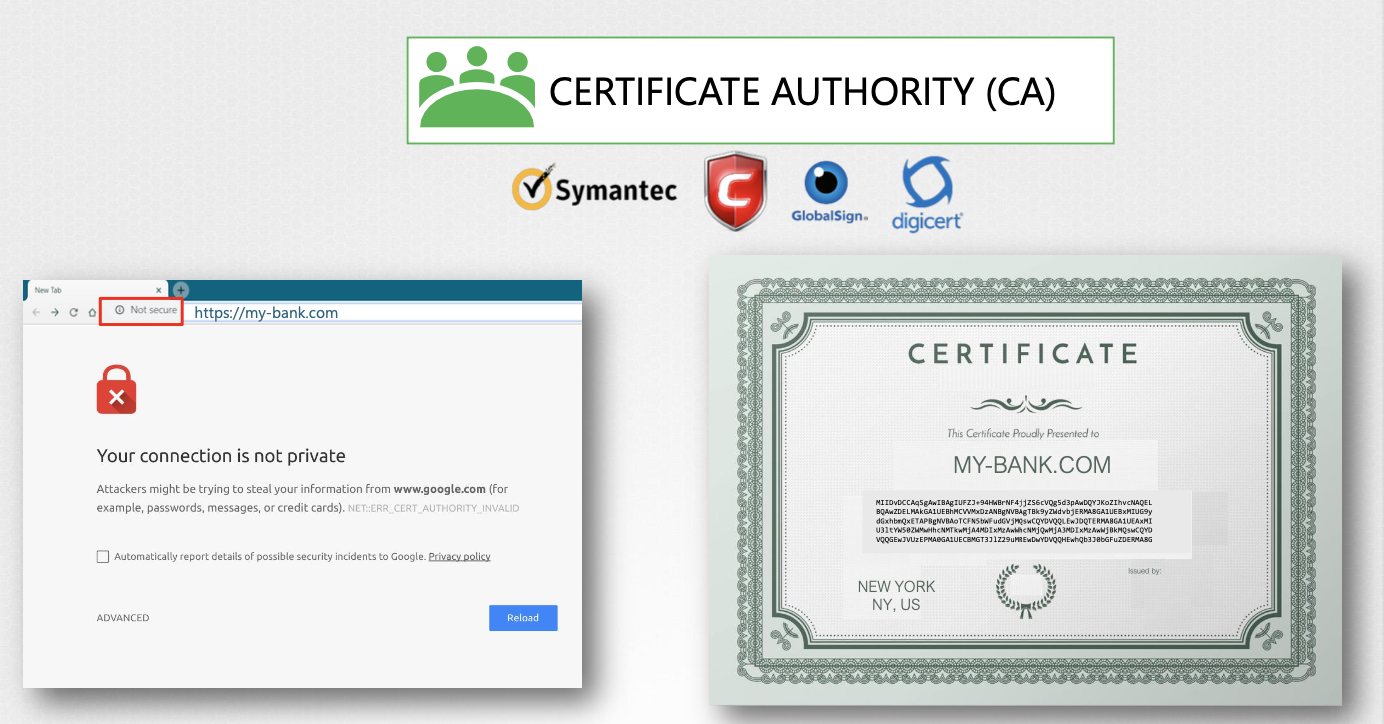 CERTIFICATE AUTHORITY (CA)
Symantec
GlobalSign
digicert
New Tab
Not secure
https://my-bank.com
Your connection is not private
Attackers might be trying to steal your information from www.google.com (for
example, passwords, messages, or credit cards). NET::ERR_CERT_AUTHORITY_INVALID
Automatically report details of possible security incidents to Google. Privacy policy
ADVANCED
Reload
CERTIFICATE
This Certificate Proudly Presented to
MY-BANK.COM
MIIDvDCCAqSgAwIBAgIUFZJ+94HWBrNF4jjZS6cVQg5d3pAwDQYJKoZIhvcNAQEL
BQAwZDELMAkGA1UEBhMCVVMxDzANBgNVBAgTBk9yZWdvbjERMA8GA1UEBxMIUG9y
dGxhbmQxETAPBgNVBAoTCFN5bWFudGVjMQswCQYDVQQLEwJDQTERMA8GA1UEAxMI
U3ltYW50ZWMwHhcNMTkwMjA4MDIxMzAwWhcNMjQwMjA3MDIxMzAwWjBkMQswCQYD
VQQGEwJVUzEPMA0GA1UECBMGT3JlZ29uMREwDwYDVQQHEwhQb3J0bGFuZDERMA8G
NEW YORK
NY, US
Issued by: